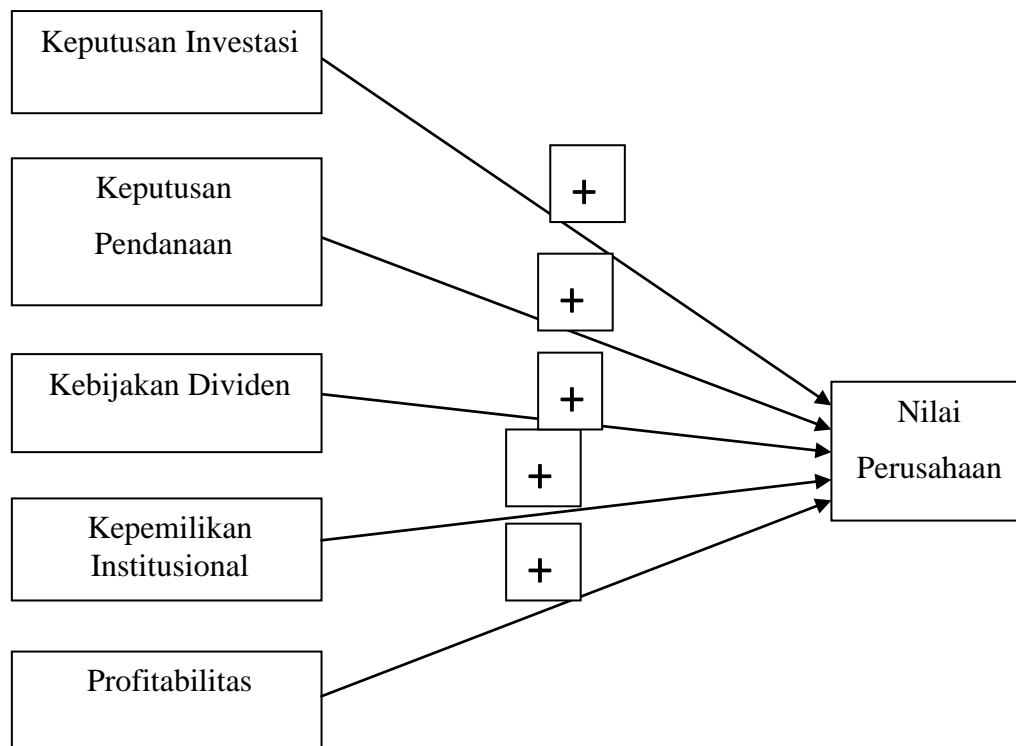 Keputusan Investasi
+
Keputusan
Pendanaan
+
Kebijakan Dividen
+
Nilai
Perusahaan
+
Kepemilikan
Institusional
+
Profitabilitas